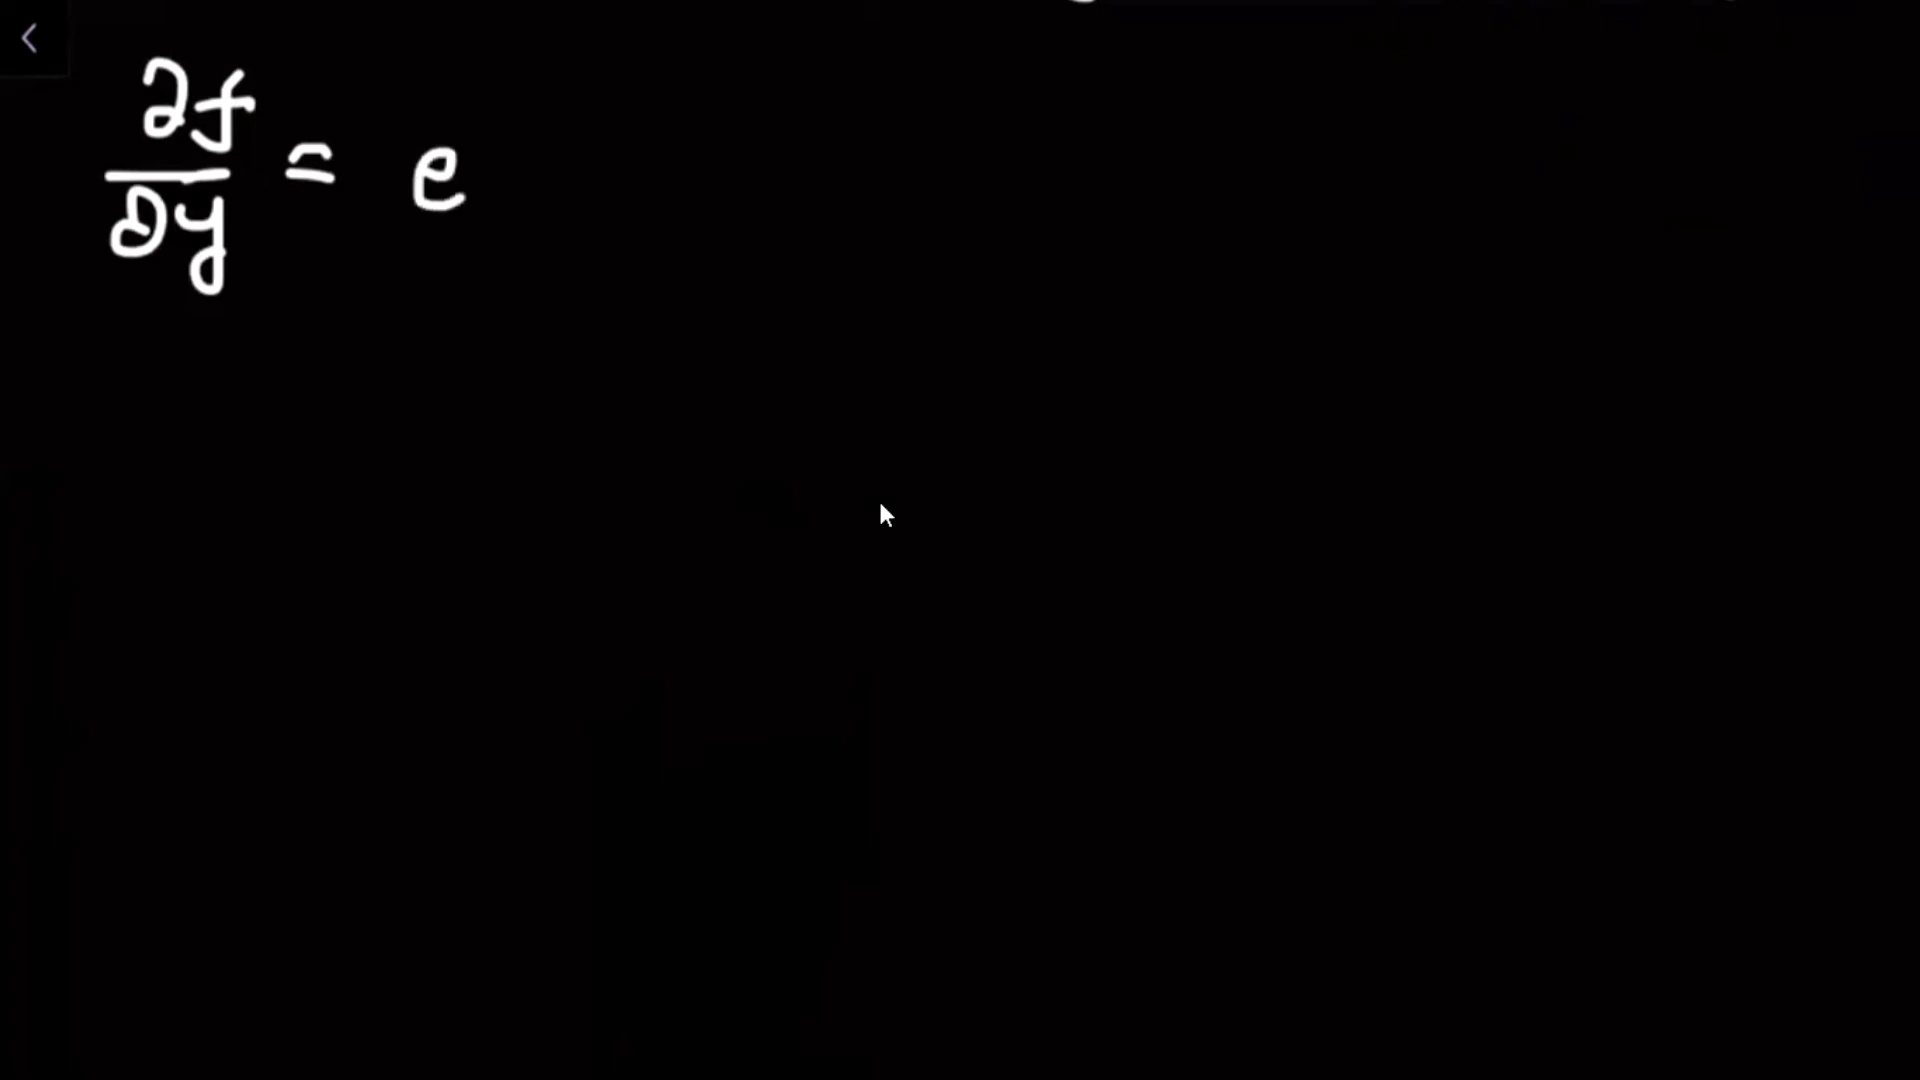 ∂f/∂y = e